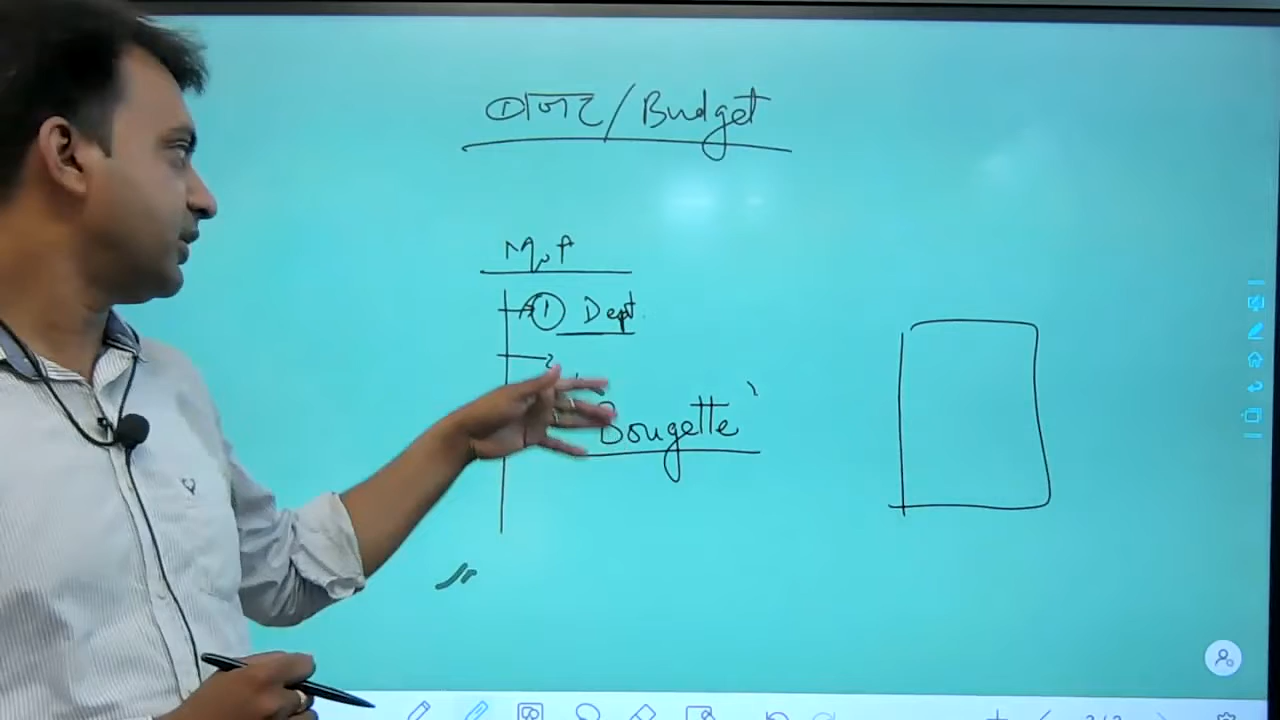 बजट/Budget
M.o.F
① Dept.
'Bougette'